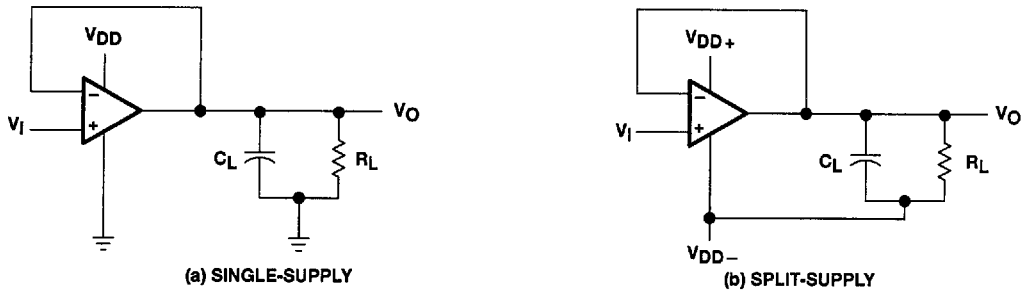 VDD
−
+
VI
VO
CL
RL
(a) SINGLE-SUPPLY
VDD+
−
+
VI
VO
CL
RL
VDD−
(b) SPLIT-SUPPLY